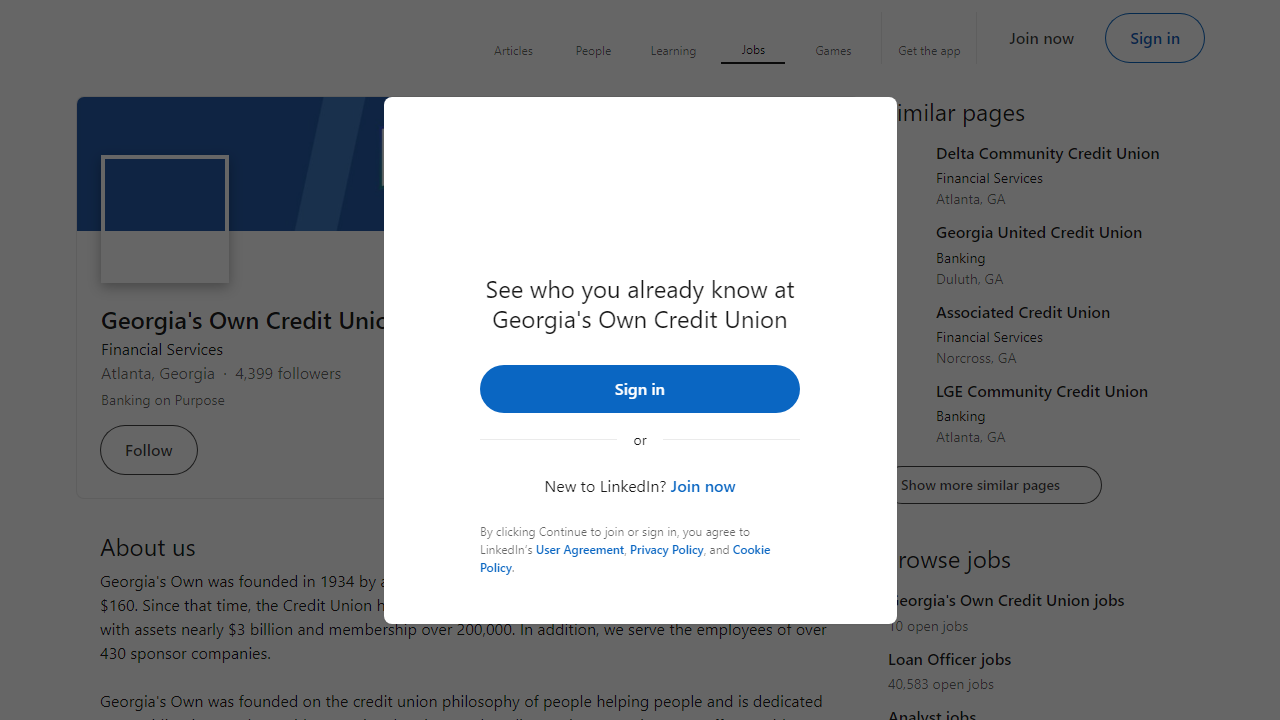 Articles
People
Learning
Jobs
Games
Get the app
Join now
Sign in
Georgia's Own Credit
Financial Services
Atlanta, Georgia · 4,399 followers
Banking on Purpose
Follow
About us
Georgia's Own was founded in 1934 by
$160. Since that time, the Credit Union
with assets nearly $3 billion and membership over 200,000. In addition, we serve the employees of over
430 sponsor companies.
Georgia's Own was founded on the credit union philosophy of people helping people and is dedicated
See who you already know at
Georgia's Own Credit Union
Sign in
or
New to LinkedIn? Join now
By clicking Continue to join or sign in, you agree to
LinkedIn's User Agreement, Privacy Policy, and Cookie
Policy.
pages
Delta Community Credit Union
Financial Services
Atlanta, GA
Georgia United Credit Union
Banking
Duluth, GA
Associated Credit Union
Financial Services
Norcross, GA
LGE Community Credit Union
Banking
Atlanta, GA
Show more similar pages
jobs
Georgia's Own Credit Union jobs
10 open jobs
Loan Officer jobs
40,583 open jobs
Analyst jobs